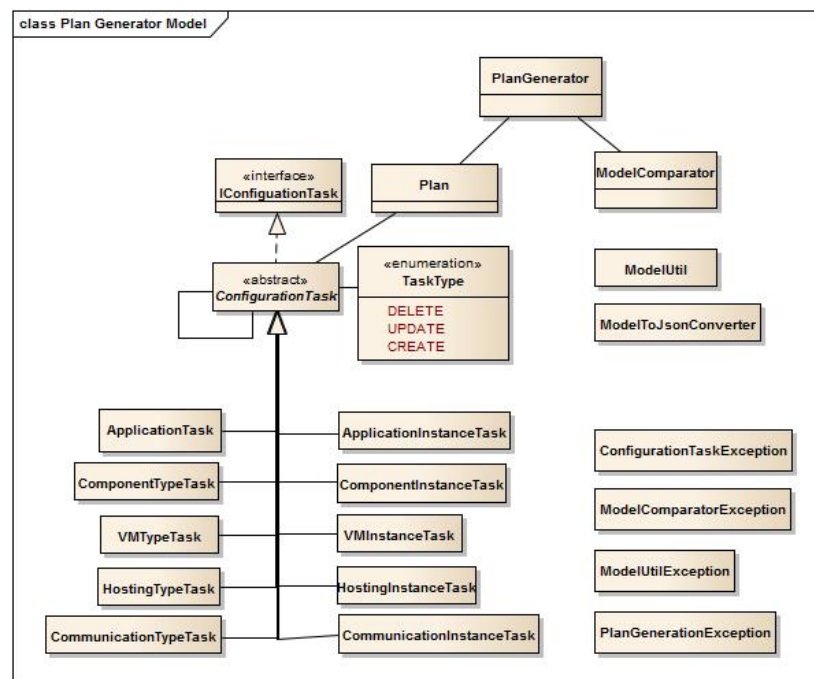 class Plan Generator Model
PlanGenerator
«interface»
IConfiguationTask
Plan
ModelComparator
«abstract»
ConfigurationTask
«enumeration»
TaskType
DELETE
UPDATE
CREATE
ModelUtil
ModelToJsonConverter
ApplicationTask
ApplicationInstanceTask
ComponentTypeTask
ComponentInstanceTask
VMTypeTask
VMInstanceTask
HostingTypeTask
HostingInstanceTask
CommunicationTypeTask
CommunicationInstanceTask
ConfigurationTaskException
ModelComparatorException
ModelUtilException
PlanGenerationException